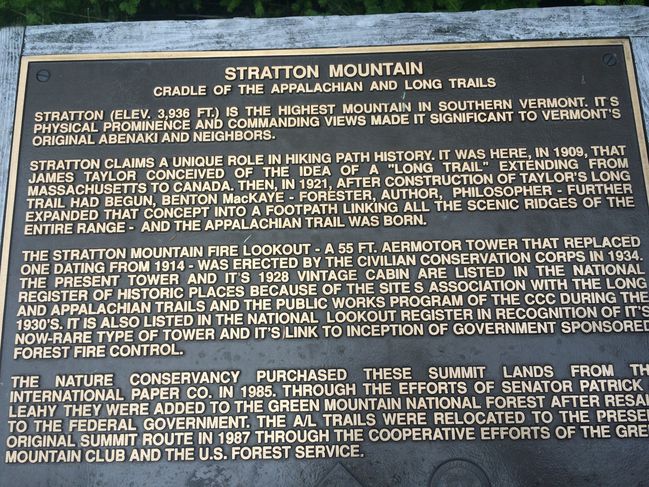 STRATTON MOUNTAIN
CRADLE OF THE APPALACHIAN AND LONG TRAILS
STRATTON (ELEV. 3,936 FT.) IS THE HIGHEST MOUNTAIN IN SOUTHERN VERMONT. IT'S
PHYSICAL PROMINENCE AND COMMANDING VIEWS MADE IT SIGNIFICANT TO VERMONT'S
ORIGINAL ABENAKI AND NEIGHBORS.
STRATTON CLAIMS A UNIQUE ROLE IN HIKING PATH HISTORY. IT WAS HERE, IN 1909, THAT
JAMES TAYLOR CONCEIVED OF THE IDEA OF A "LONG TRAIL" EXTENDING FROM
MASSACHUSETTS TO CANADA. THEN, IN 1921, AFTER CONSTRUCTION OF TAYLOR'S LONG
TRAIL HAD BEGUN, BENTON MacKAYE - FORESTER, AUTHOR, PHILOSOPHER - FURTHER
EXPANDED THAT CONCEPT INTO A FOOTPATH LINKING ALL THE SCENIC RIDGES OF THE
ENTIRE RANGE - AND THE APPALACHIAN TRAIL WAS BORN.
THE STRATTON MOUNTAIN FIRE LOOKOUT - A 55 FT. AERMOTOR TOWER THAT REPLACED
ONE DATING FROM 1914 - WAS ERECTED BY THE CIVILIAN CONSERVATION CORPS IN 1934.
THE PRESENT TOWER AND IT'S 1928 VINTAGE CABIN ARE LISTED IN THE NATIONAL
REGISTER OF HISTORIC PLACES BECAUSE OF THE SITE'S ASSOCIATION WITH THE LONG
AND APPALACHIAN TRAILS AND THE PUBLIC WORKS PROGRAM OF THE CCC DURING THE
1930'S. IT IS ALSO LISTED IN THE NATIONAL LOOKOUT REGISTER IN RECOGNITION OF IT'S
NOW-RARE TYPE OF TOWER AND IT'S LINK TO INCEPTION OF GOVERNMENT SPONSORED
FOREST FIRE CONTROL.
THE NATURE CONSERVANCY PURCHASED THESE SUMMIT LANDS FROM TH
INTERNATIONAL PAPER CO. IN 1985. THROUGH THE EFFORTS OF SENATOR PATRICK
LEAHY THEY WERE ADDED TO THE GREEN MOUNTAIN NATIONAL FOREST AFTER RESAL
TO THE FEDERAL GOVERNMENT. THE A/L TRAILS WERE RELOCATED TO THE PRESEN
ORIGINAL SUMMIT ROUTE IN 1987 THROUGH THE COOPERATIVE EFFORTS OF THE GREE
MOUNTAIN CLUB AND THE U.S. FOREST SERVICE.